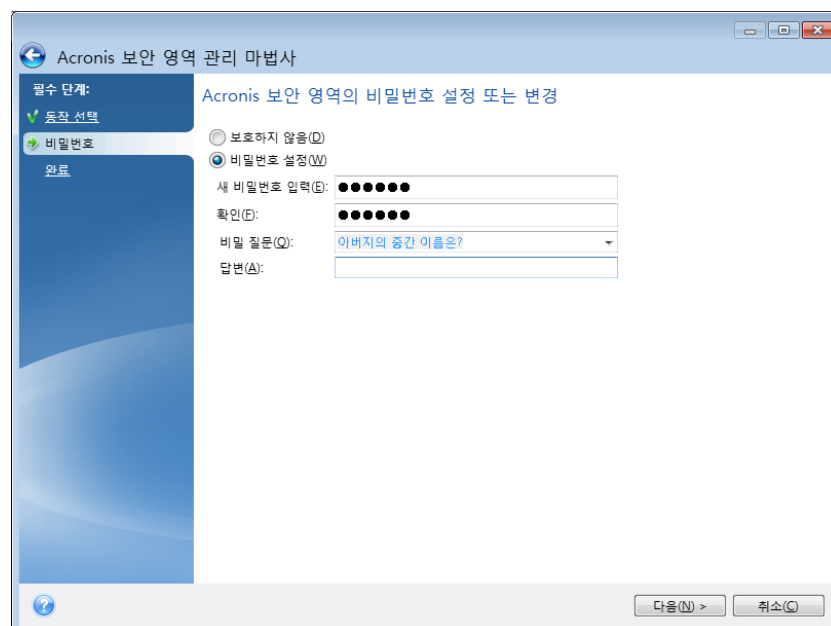 Acronis 보안 영역 관리 마법사
필수 단계:
동작 선택
비밀번호
완료
Acronis 보안 영역의 비밀번호 설정 또는 변경
보호하지 않음(D)
비밀번호 설정(W)
새 비밀번호 입력(E): ●●●●●●
확인(F): ●●●●●●
비밀 질문(Q): 아버지의 중간 이름은?
답변(A):
다음(N) >
취소(C)